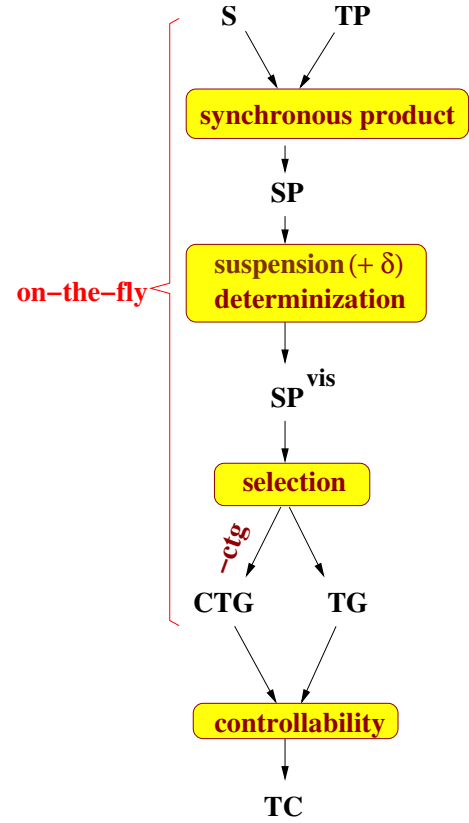 S TP
synchronous product
SP
suspension (+ δ)
determinization
on–the–fly
SP vis
selection
–ctg
CTG TG
controllability
TC